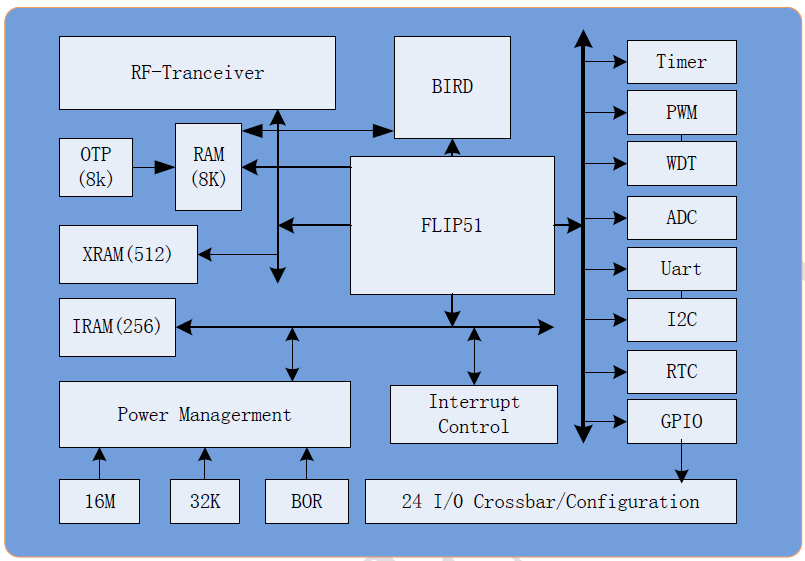 RF-Tranceiver
BIRD
OTP
(8k)
RAM
(8K)
FLIP51
XRAM(512)
IRAM(256)
Power Managerment
Interrupt
Control
16M
32K
BOR
24 I/O Crossbar/Configuration
Timer
PWM
WDT
ADC
Uart
I2C
RTC
GPIO